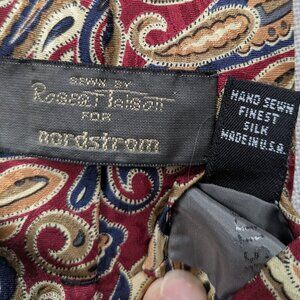 SEWN BY
Robert Talbott
FOR
nordstrom
HAND SEWN
FINEST
SILK
MADE IN U.S.A.